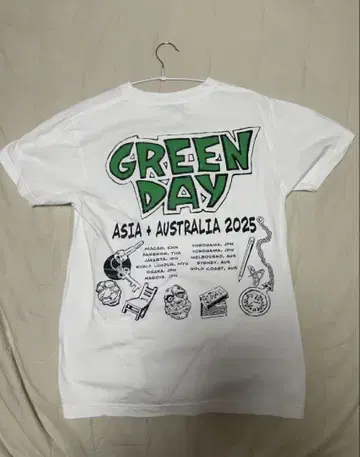 GREEN
DAY
ASIA + AUSTRALIA 2025
MACAO, CHN
BANGKOK, THA
JAKARTA, IDN
KUALA LUMPUR, MYS
OSAKA, JPN
NAGOYA, JPN
YOKOHAMA, JPN
YOKOHAMA, JPN
MELBOURNE, AUS
SYDNEY, AUS
GOLD COAST, AUS